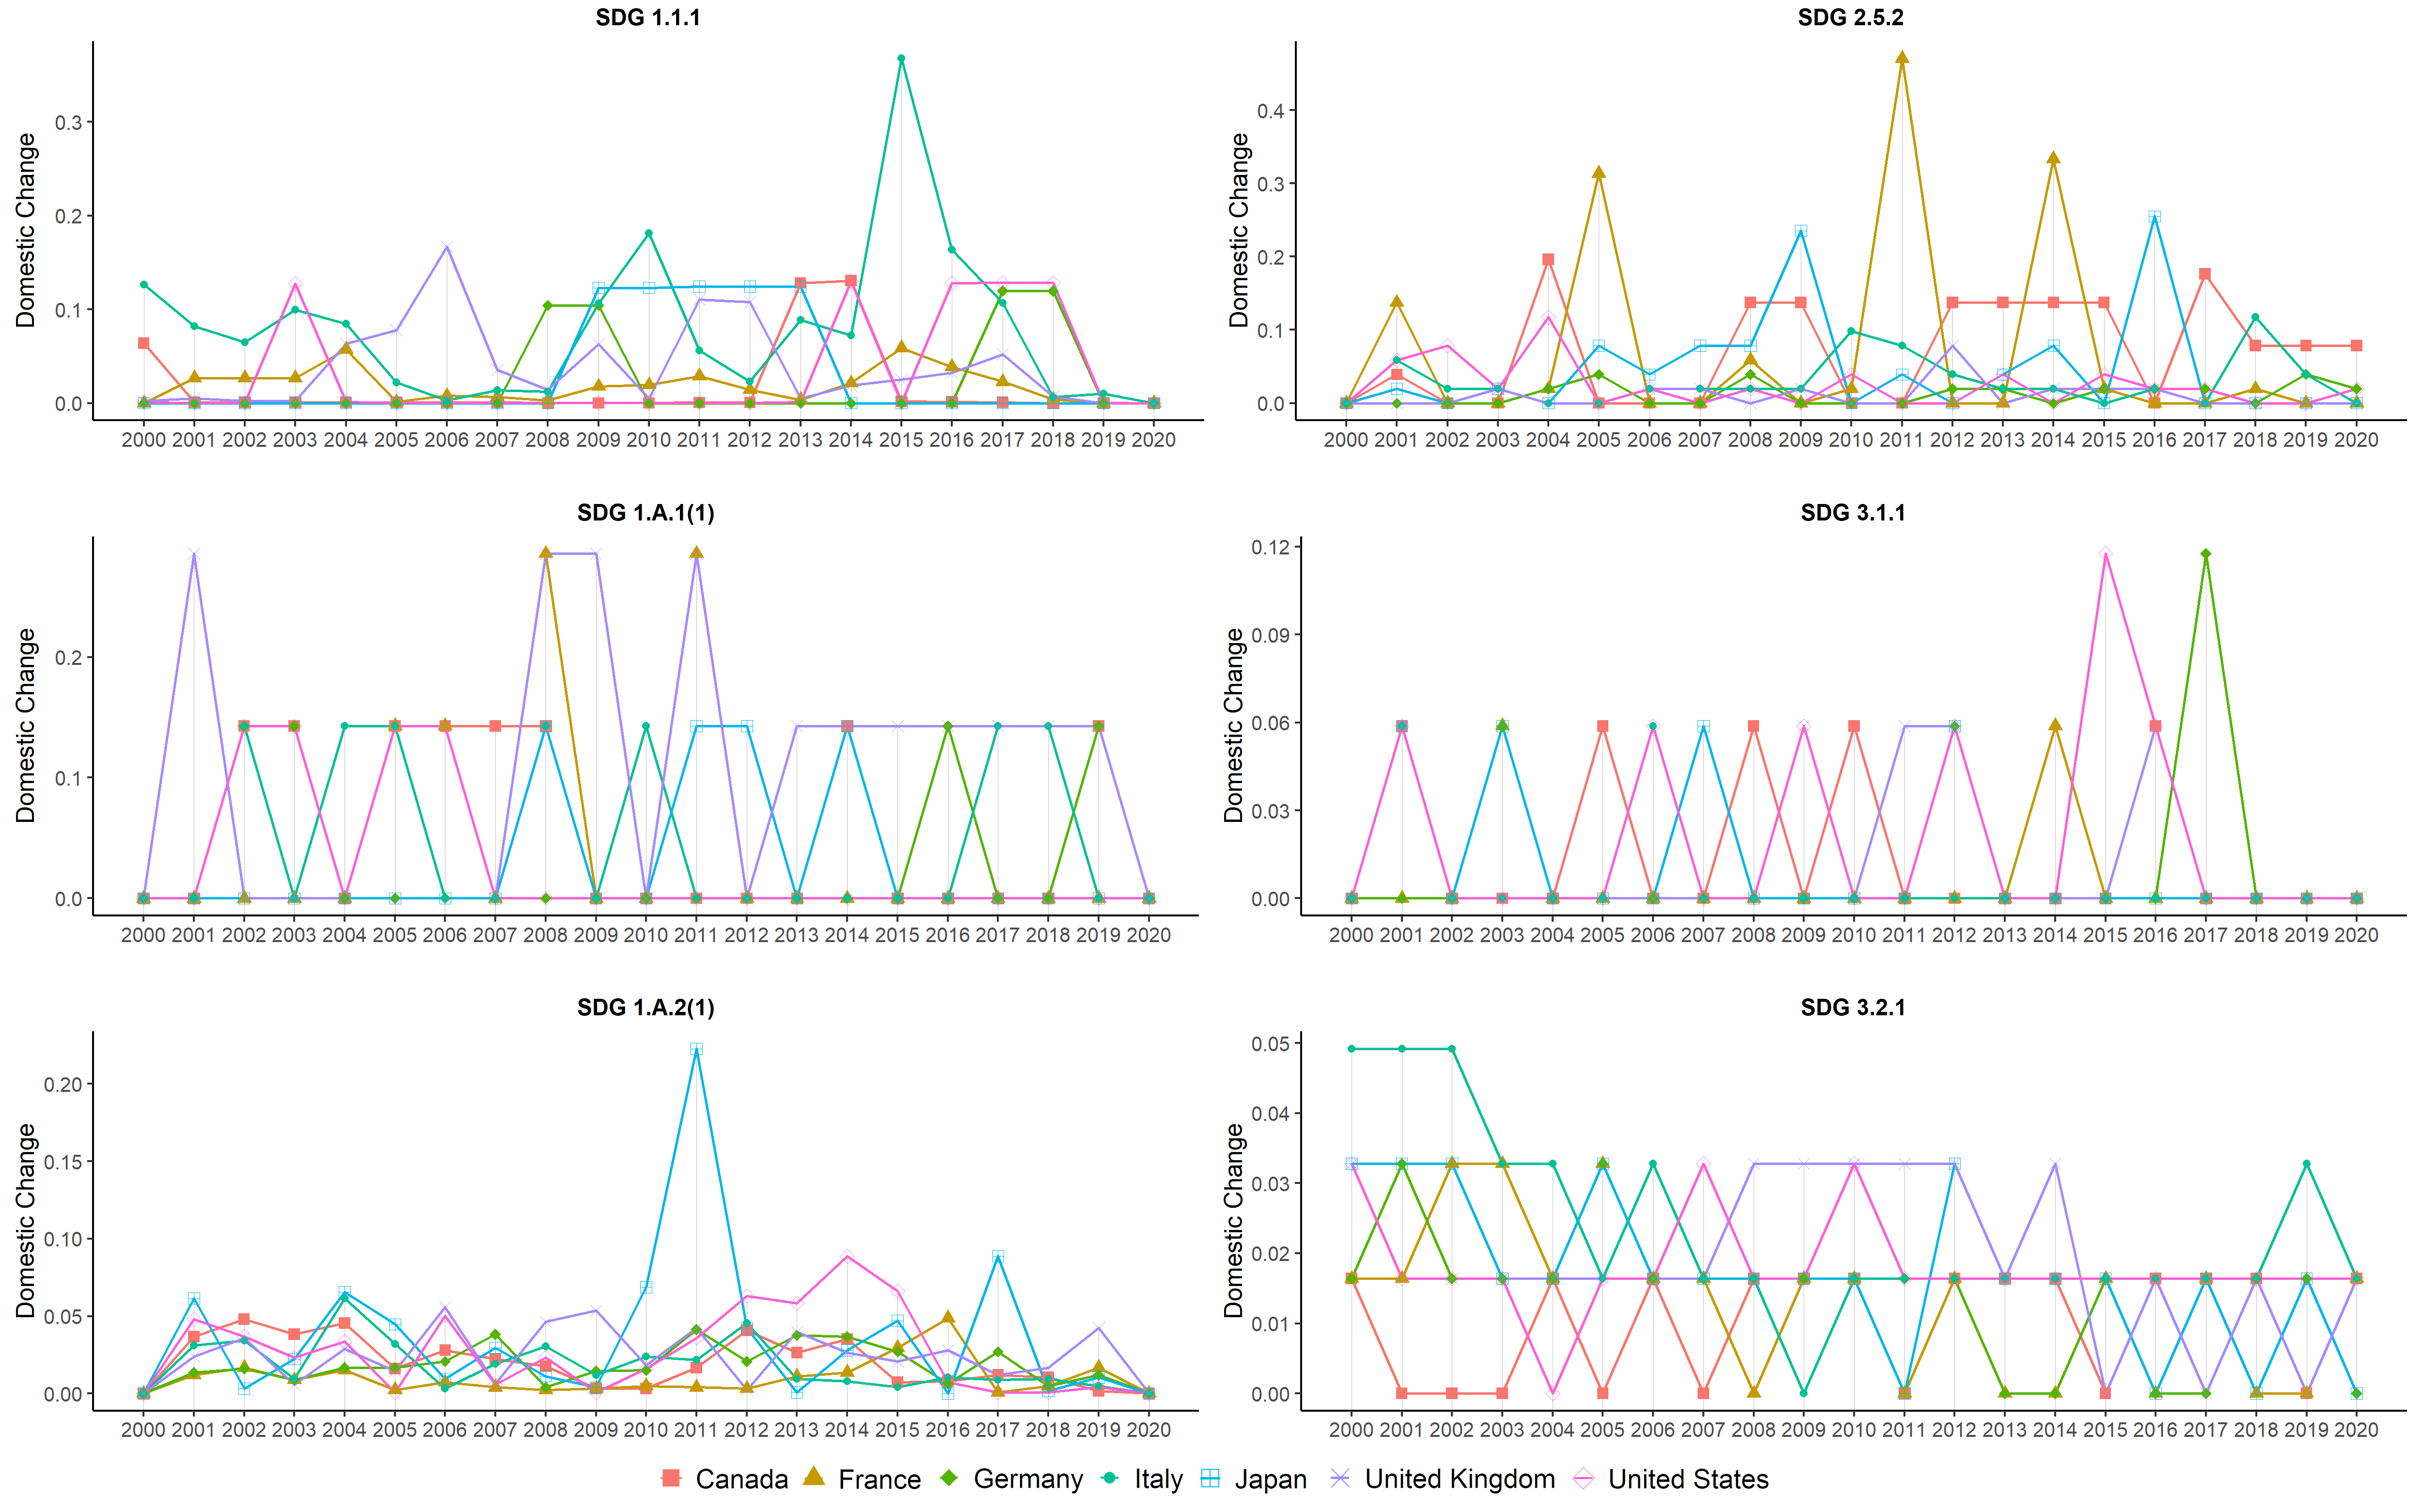 SDG 1.1.1
Domestic Change
0.3
0.2
0.1
0.0
2000 2001 2002 2003 2004 2005 2006 2007 2008 2009 2010 2011 2012 2013 2014 2015 2016 2017 2018 2019 2020
SDG 2.5.2
Domestic Change
0.4
0.3
0.2
0.1
0.0
2000 2001 2002 2003 2004 2005 2006 2007 2008 2009 2010 2011 2012 2013 2014 2015 2016 2017 2018 2019 2020
SDG 1.A.1(1)
Domestic Change
0.2
0.1
0.0
2000 2001 2002 2003 2004 2005 2006 2007 2008 2009 2010 2011 2012 2013 2014 2015 2016 2017 2018 2019 2020
SDG 3.1.1
Domestic Change
0.12
0.09
0.06
0.03
0.00
2000 2001 2002 2003 2004 2005 2006 2007 2008 2009 2010 2011 2012 2013 2014 2015 2016 2017 2018 2019 2020
SDG 1.A.2(1)
Domestic Change
0.20
0.15
0.10
0.05
0.00
2000 2001 2002 2003 2004 2005 2006 2007 2008 2009 2010 2011 2012 2013 2014 2015 2016 2017 2018 2019 2020
SDG 3.2.1
Domestic Change
0.05
0.04
0.03
0.02
0.01
0.00
2000 2001 2002 2003 2004 2005 2006 2007 2008 2009 2010 2011 2012 2013 2014 2015 2016 2017 2018 2019 2020
Canada France Germany Italy Japan United Kingdom United States